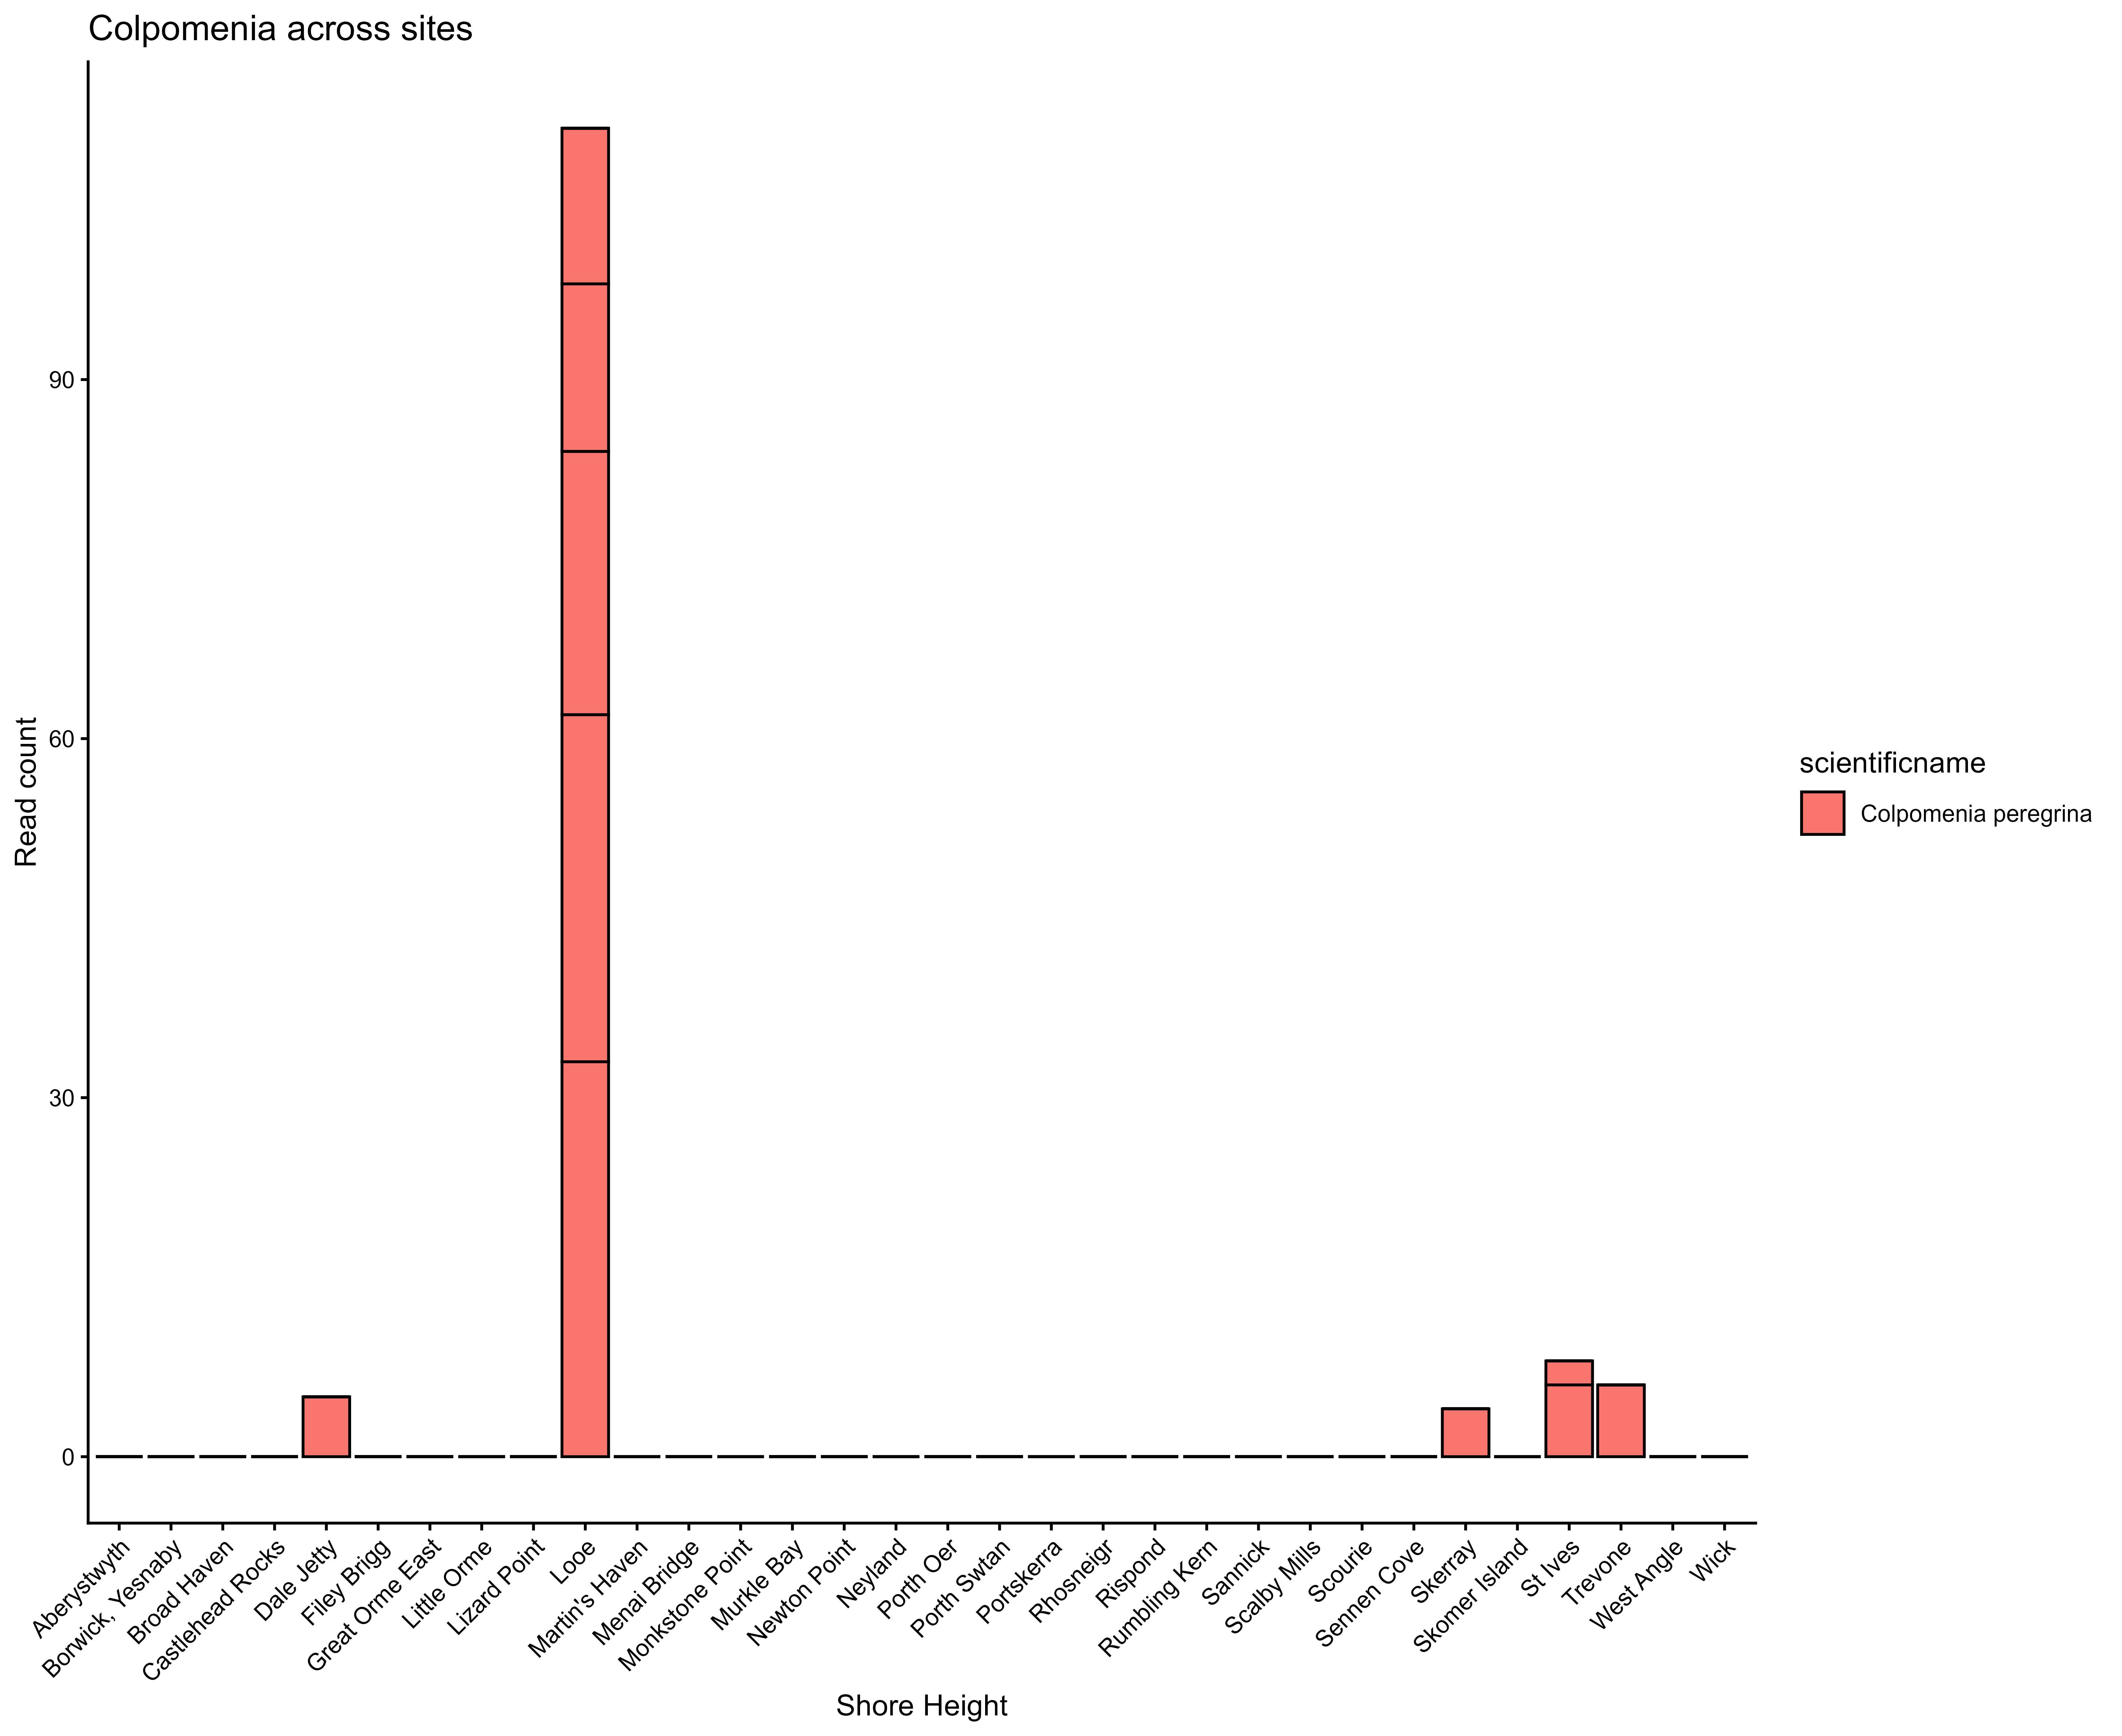 Colpomenia across sites
Read count
90
60
30
0
Aberystwyth
Borwick, Yesnaby
Broad Haven
Castlehead Rocks
Dale Jetty
Filey Brigg
Great Orme East
Little Orme
Lizard Point
Looe
Martin's Haven
Menai Bridge
Monkstone Point
Murkle Bay
Newton Point
Neyland
Porth Oer
Porth Swtan
Portskerra
Rhosneigr
Rispond
Rumbling Kern
Sannick
Scalby Mills
Scourie
Sennen Cove
Skerray
Skomer Island
St Ives
Trevone
West Angle
Wick
Shore Height
scientificname
Colpomenia peregrina